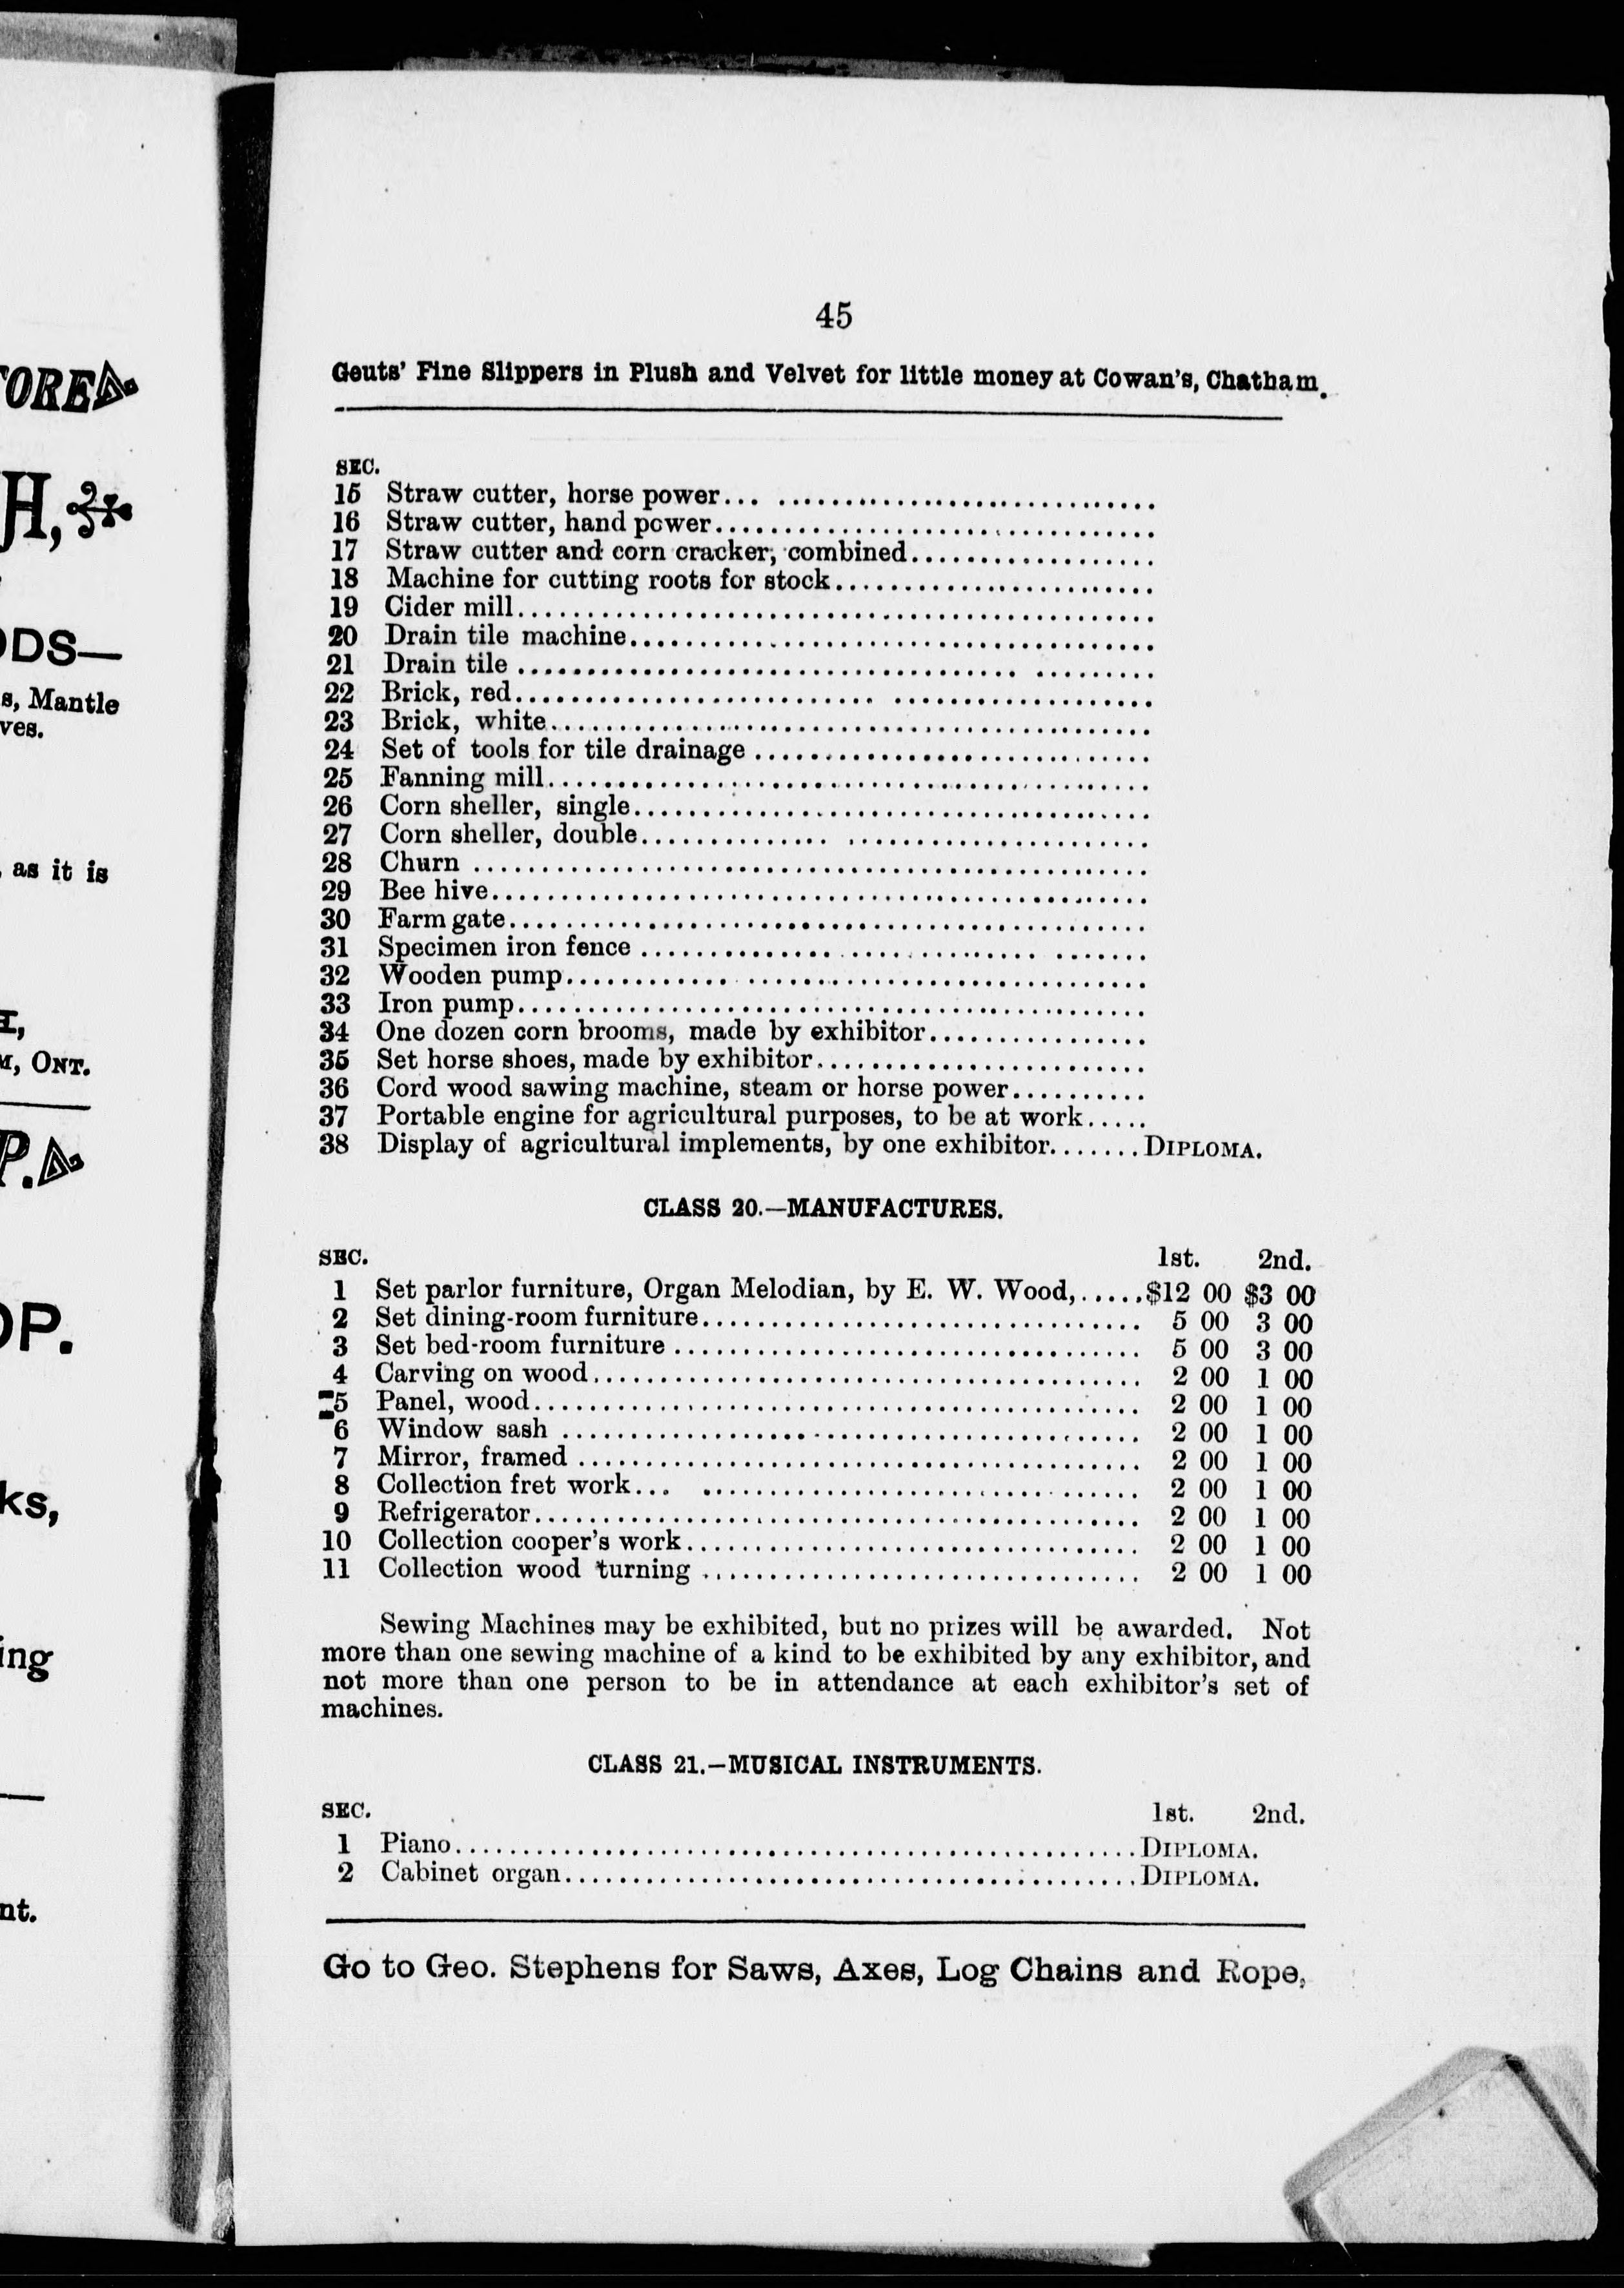 TORE
H,
ODS—
s, Mantle
ves.
as it is
M, ONT.
P.
OP.
ks,
ing
nt.
45
Geuts' Fine Slippers in Plush and Velvet for little money at Cowan's, Chatham.
SEC.
15 Straw cutter, horse power... ..............................
16 Straw cutter, hand power..................................
17 Straw cutter and corn cracker, combined...................
18 Machine for cutting roots for stock........................
19 Cider mill................................................
20 Drain tile machine........................................
21 Drain tile ..................................... .........
22 Brick, red........................... ...................
23 Brick, white..............................................
24 Set of tools for tile drainage .............................
25 Fanning mill..............................................
26 Corn sheller, single......................................
27 Corn sheller, double.............. ......................
28 Churn ..................................................
29 Bee hive.................................................
30 Farm gate................................................
31 Specimen iron fence .............................. .......
32 Wooden pump............ ..............................
33 Iron pump...............................................
34 One dozen corn brooms, made by exhibitor................
35 Set horse shoes, made by exhibitor........................
36 Cord wood sawing machine, steam or horse power..........
37 Portable engine for agricultural purposes, to be at work.....
38 Display of agricultural implements, by one exhibitor.......DIPLOMA.
CLASS 20.—MANUFACTURES.
SEC. 1st. 2nd.
1 Set parlor furniture, Organ Melodian, by E. W. Wood,.....$12 00 $3 00
2 Set dining-room furniture................................ 5 00 3 00
3 Set bed-room furniture .................................. 5 00 3 00
4 Carving on wood........................................ 2 00 1 00
5 Panel, wood............................................. 2 00 1 00
6 Window sash .......................................... 2 00 1 00
7 Mirror, framed ......................................... 2 00 1 00
8 Collection fret work... ................................ 2 00 1 00
9 Refrigerator............................................ 2 00 1 00
10 Collection cooper's work................................. 2 00 1 00
11 Collection wood turning ................................ 2 00 1 00
Sewing Machines may be exhibited, but no prizes will be awarded. Not
more than one sewing machine of a kind to be exhibited by any exhibitor, and
not more than one person to be in attendance at each exhibitor's set of
machines.
CLASS 21.—MUSICAL INSTRUMENTS.
SEC. 1st. 2nd.
1 Piano..................................................DIPLOMA.
2 Cabinet organ..........................................DIPLOMA.
Go to Geo. Stephens for Saws, Axes, Log Chains and Rope,